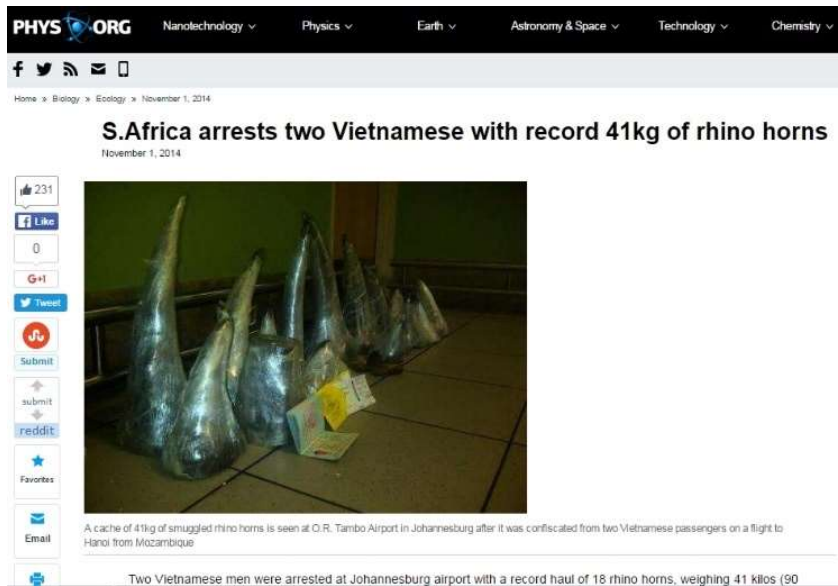 PHYS ORG
Nanotechnology Physics Earth Astronomy & Space Technology Chemistry
Home » Biology » Ecology » November 1, 2014
S.Africa arrests two Vietnamese with record 41kg of rhino horns
November 1, 2014
231
Like
0
G+1
Tweet
Submit
submit
reddit
Favorites
Email
A cache of 41kg of smuggled rhino horns is seen at O.R. Tambo Airport in Johannesburg after it was confiscated from two Vietnamese passengers on a flight to
Hanoi from Mozambique
Two Vietnamese men were arrested at Johannesburg airport with a record haul of 18 rhino horns, weighing 41 kilos (90